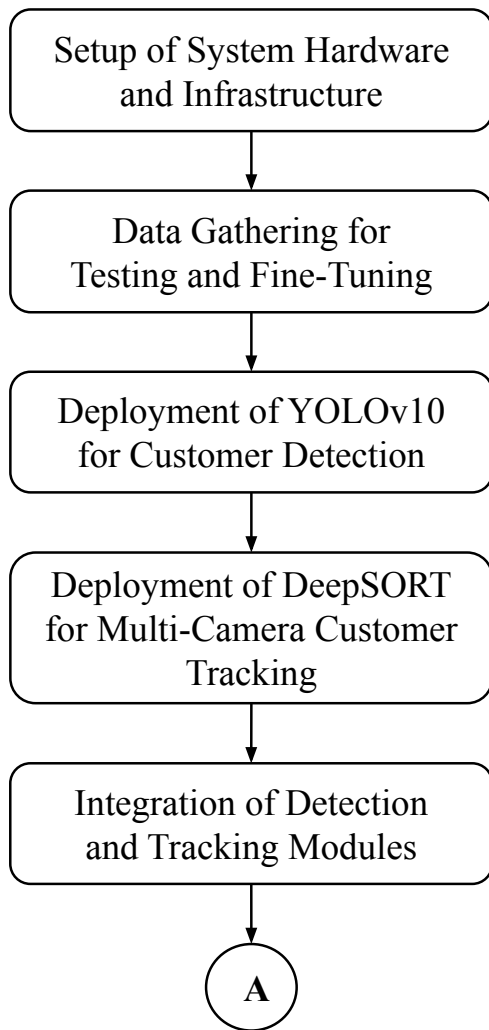 Setup of System Hardware
and Infrastructure
Data Gathering for
Testing and Fine-Tuning
Deployment of YOLOv10
for Customer Detection
Deployment of DeepSORT
for Multi-Camera Customer
Tracking
Integration of Detection
and Tracking Modules
A